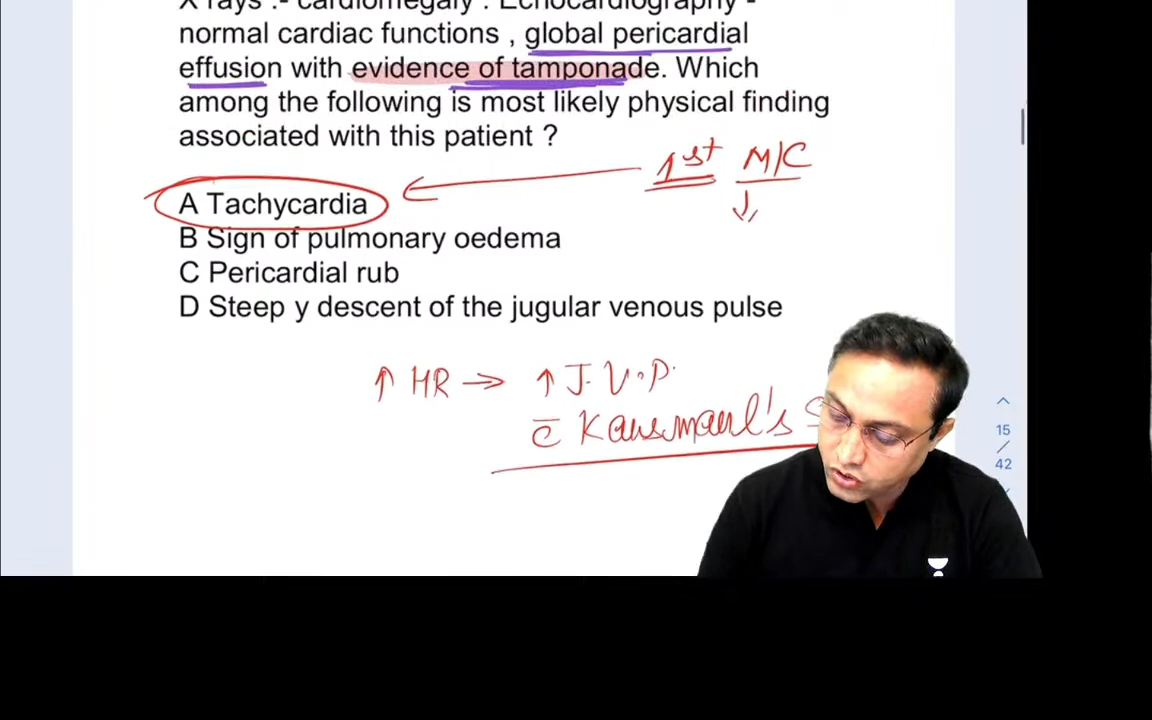 X rays :- cardiomegaly . Echocardiography -
normal cardiac functions , global pericardial
effusion with evidence of tamponade. Which
among the following is most likely physical finding
associated with this patient ?
1st M/C
A Tachycardia
B Sign of pulmonary oedema
C Pericardial rub
D Steep y descent of the jugular venous pulse
↑ HR → ↑ J.V.P.
c̄ Kausmaul's
15
/
42